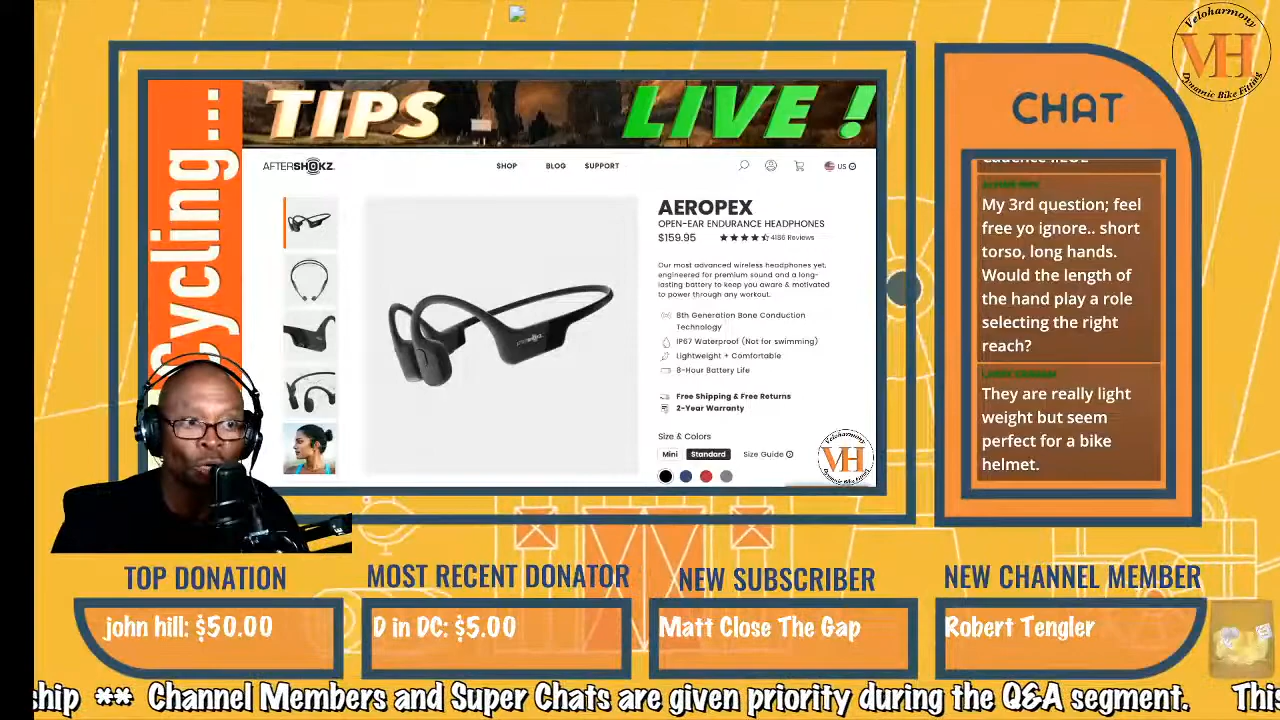 Cycling...
TIPS LIVE !
AFTERSHOKZ
SHOP BLOG SUPPORT
US
AEROPEX
OPEN-EAR ENDURANCE HEADPHONES
$159.95
4186 Reviews
Our most advanced wireless headphones yet,
engineered for premium sound and a long-
lasting battery to keep you aware & motivated
to power through any workout.
8th Generation Bone Conduction
Technology
IP67 Waterproof (Not for swimming)
Lightweight + Comfortable
8-Hour Battery Life
Free Shipping & Free Returns
2-Year Warranty
Size & Colors
Mini Standard Size Guide
VH
Veloharmony
VH
Dynamic Bike Fitting
CHAT
My 3rd question; feel
free yo ignore.. short
torso, long hands.
Would the length of
the hand play a role
selecting the right
reach?
They are really light
weight but seem
perfect for a bike
helmet.
TOP DONATION
john hill: $50.00
MOST RECENT DONATOR
D in DC: $5.00
NEW SUBSCRIBER
Matt Close The Gap
NEW CHANNEL MEMBER
Robert Tengler
ship ** Channel Members and Super Chats are given priority during the Q&A segment. This